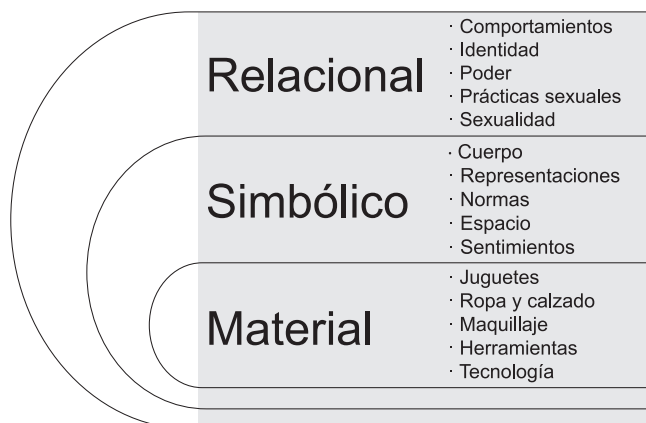 Relacional
· Comportamientos
· Identidad
· Poder
· Prácticas sexuales
· Sexualidad
Simbólico
· Cuerpo
· Representaciones
· Normas
· Espacio
· Sentimientos
Material
· Juguetes
· Ropa y calzado
· Maquillaje
· Herramientas
· Tecnología